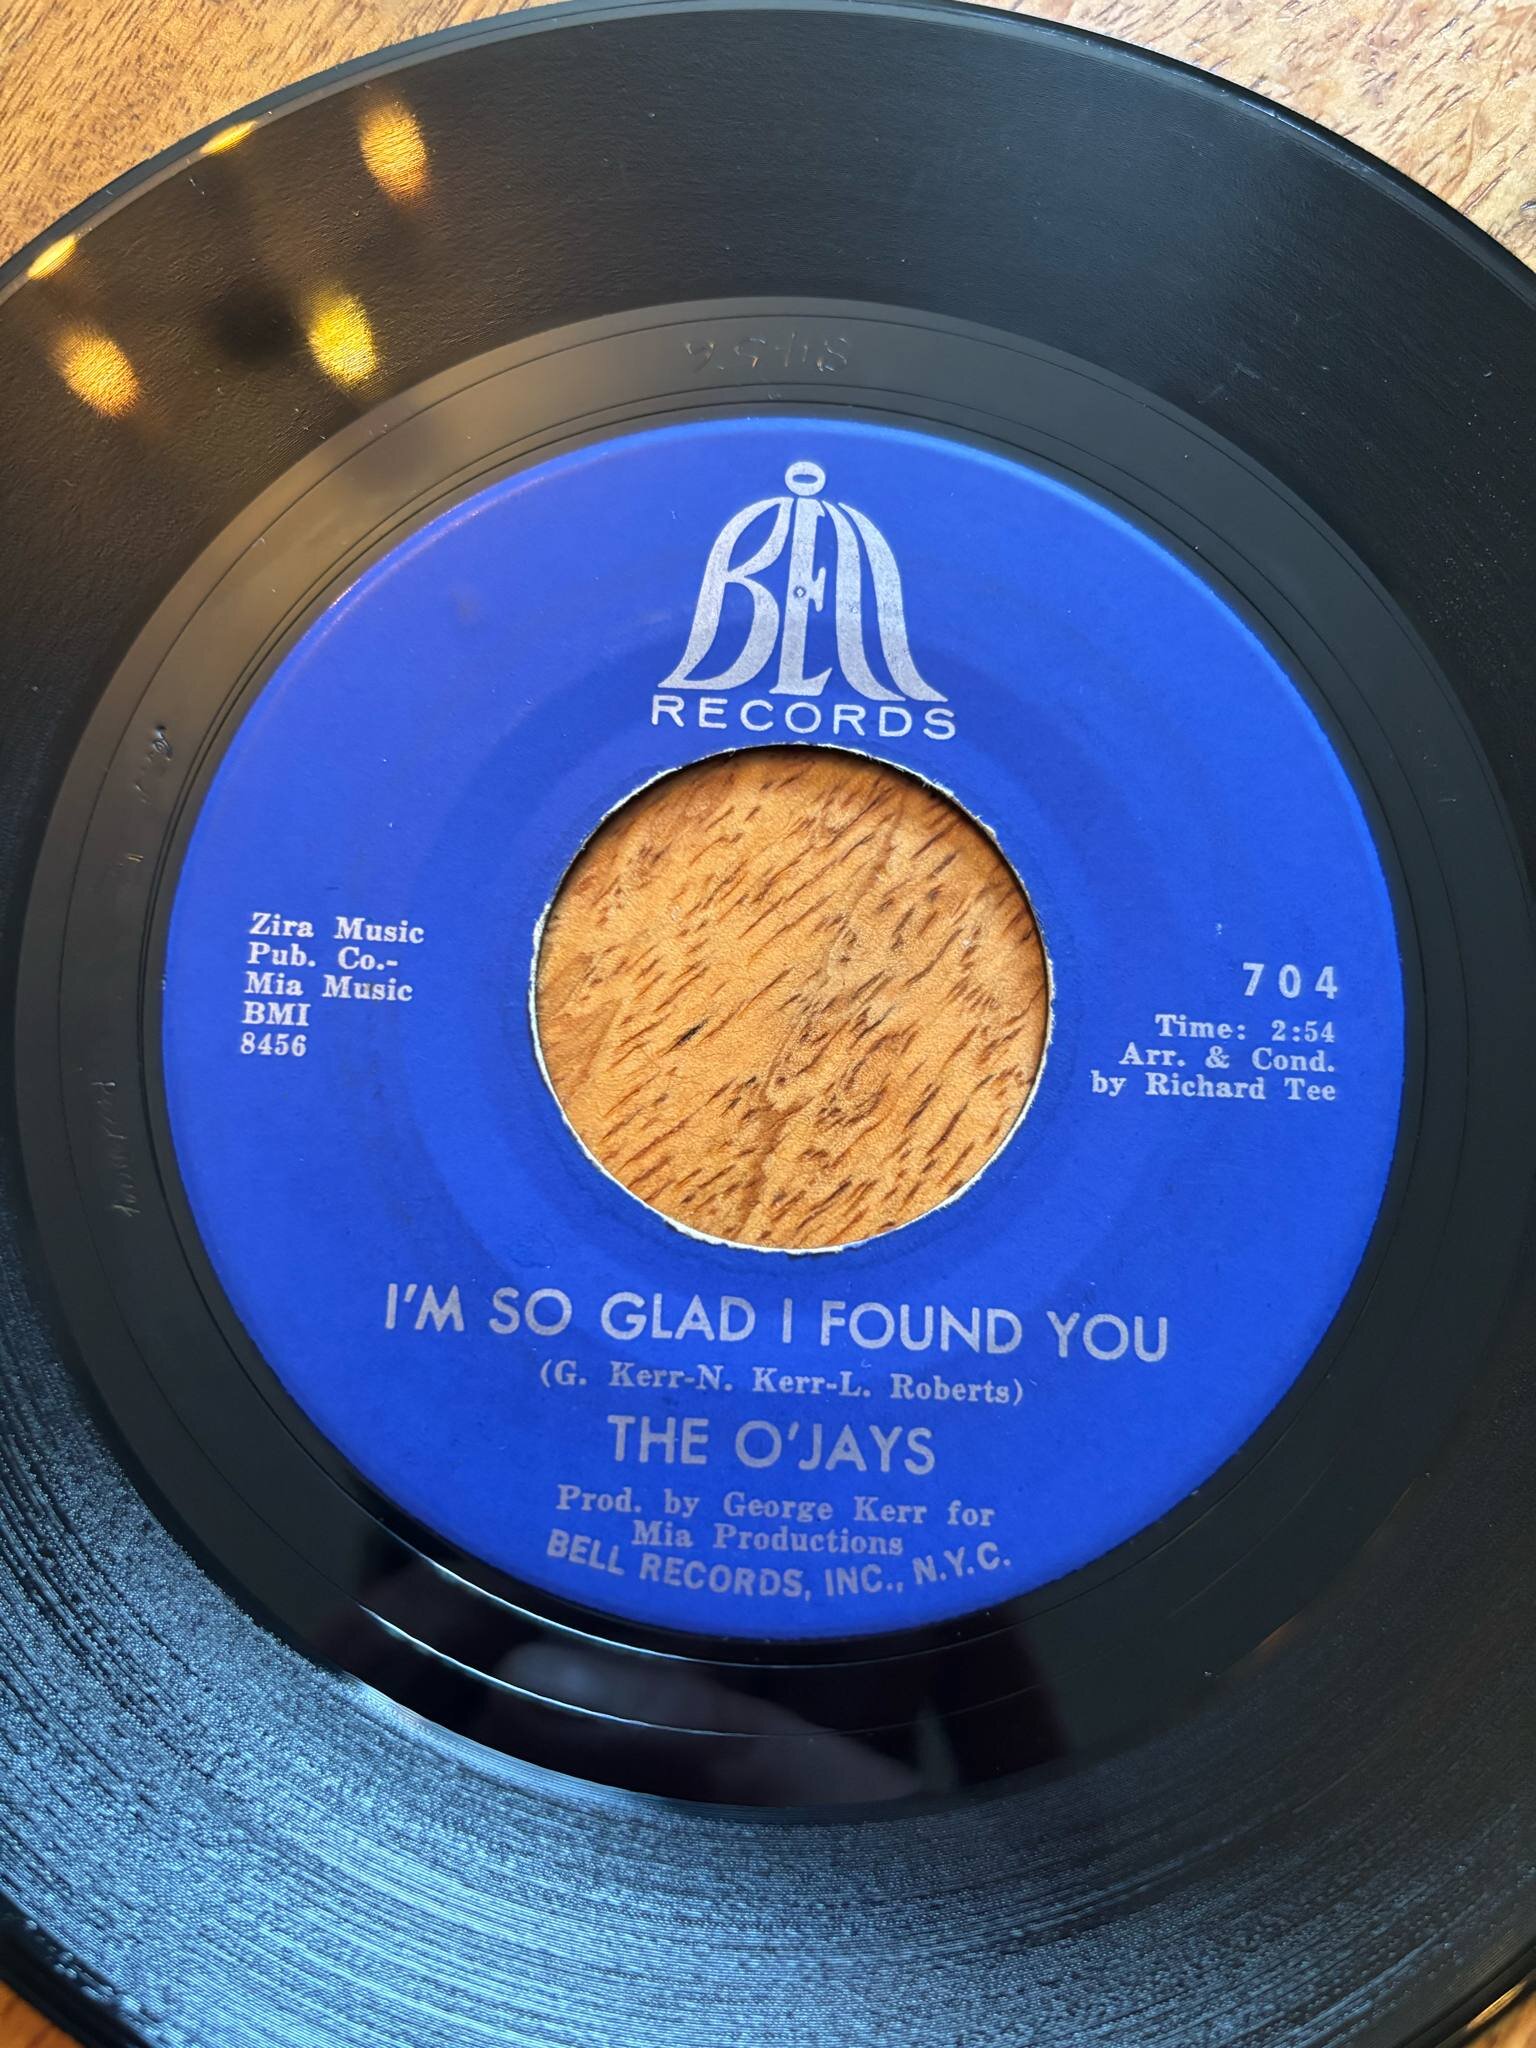 BELL
RECORDS
Zira Music
Pub. Co.-
Mia Music
BMI
8456
704
Time: 2:54
Arr. & Cond.
by Richard Tee
I'M SO GLAD I FOUND YOU
(G. Kerr-N. Kerr-L. Roberts)
THE O'JAYS
Prod. by George Kerr for
Mia Productions
BELL RECORDS, INC., N.Y.C.